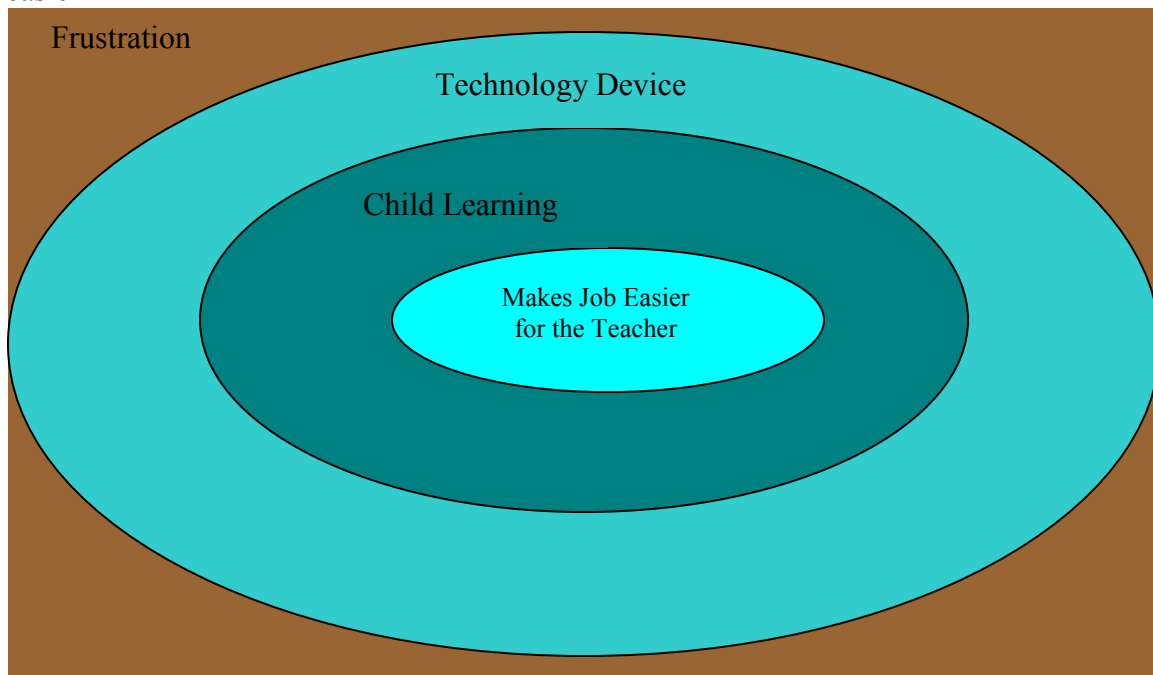 Frustration
Technology Device
Child Learning
Makes Job Easier
for the Teacher